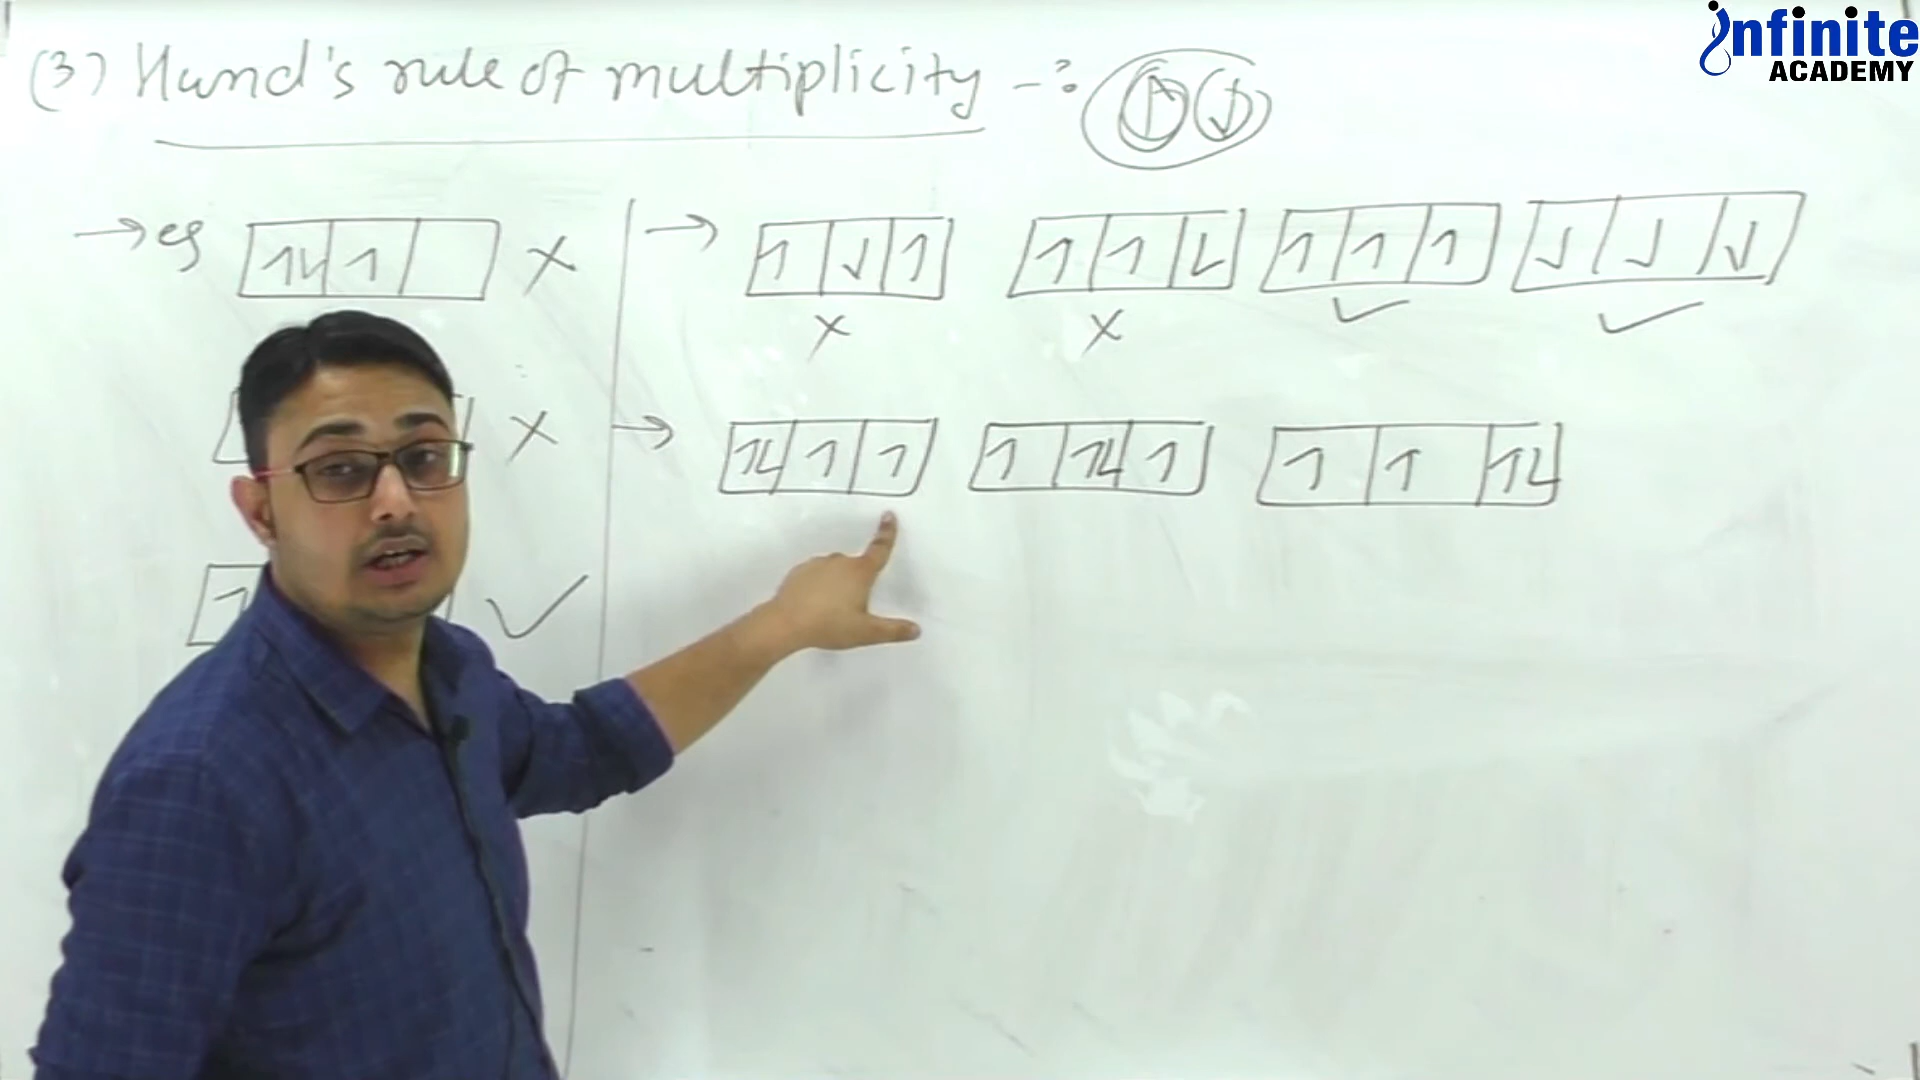 infinite
ACADEMY
(3) Hund's rule of multiplicity -:
→ eg ↑↓ ↑ ×
→ ↑ ↓ ↑ ↑ ↑ ↓ ↑ ↑ ↑ ↓ ↓ ↓
× × ✓ ✓
×
→ ↑↓ ↑ ↑ ↑ ↑↓ ↑ ↑ ↑ ↑↓
✓